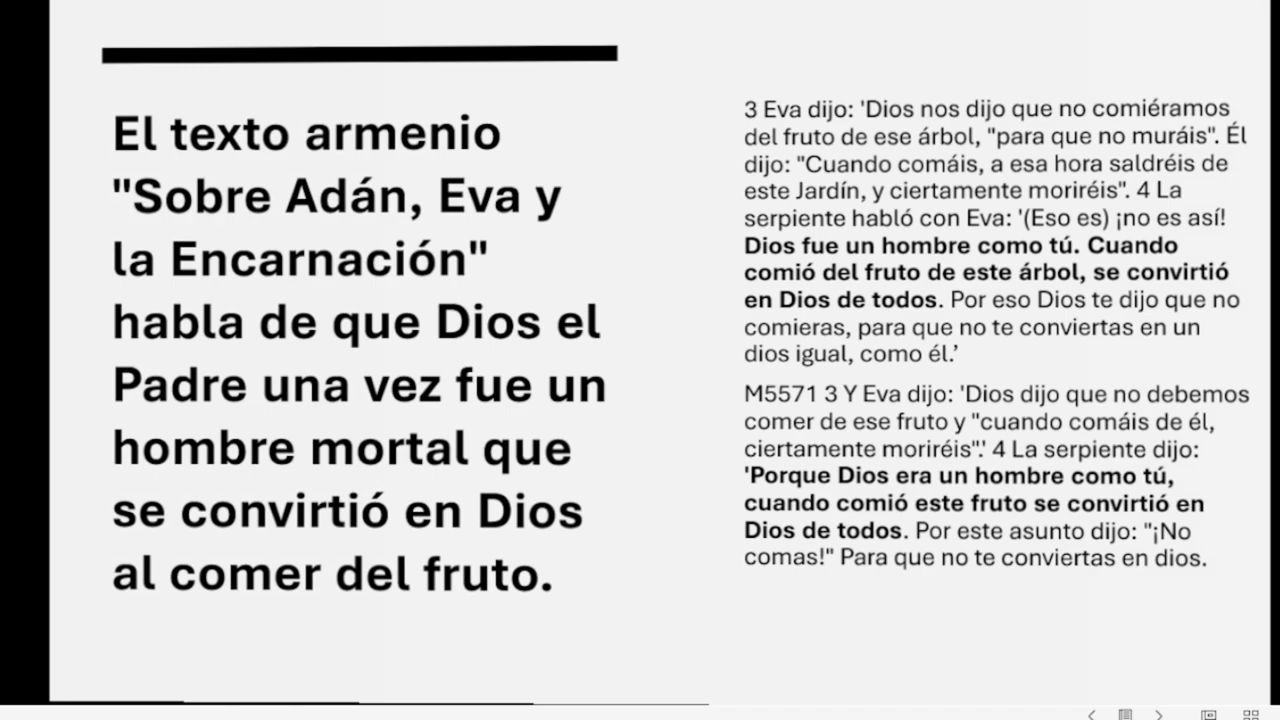 El texto armenio
"Sobre Adán, Eva y
la Encarnación"
habla de que Dios el
Padre una vez fue un
hombre mortal que
se convirtió en Dios
al comer del fruto.
3 Eva dijo: 'Dios nos dijo que no comiéramos
del fruto de ese árbol, "para que no muráis". Él
dijo: "Cuando comáis, a esa hora saldréis de
este Jardín, y ciertamente moriréis". 4 La
serpiente habló con Eva: '(Eso es) ¡no es así!
Dios fue un hombre como tú. Cuando
comió del fruto de este árbol, se convirtió
en Dios de todos. Por eso Dios te dijo que no
comieras, para que no te conviertas en un
dios igual, como él.’
M5571 3 Y Eva dijo: 'Dios dijo que no debemos
comer de ese fruto y "cuando comáis de él,
ciertamente moriréis".' 4 La serpiente dijo:
'Porque Dios era un hombre como tú,
cuando comió este fruto se convirtió en
Dios de todos. Por este asunto dijo: "¡No
comas!" Para que no te conviertas en dios.